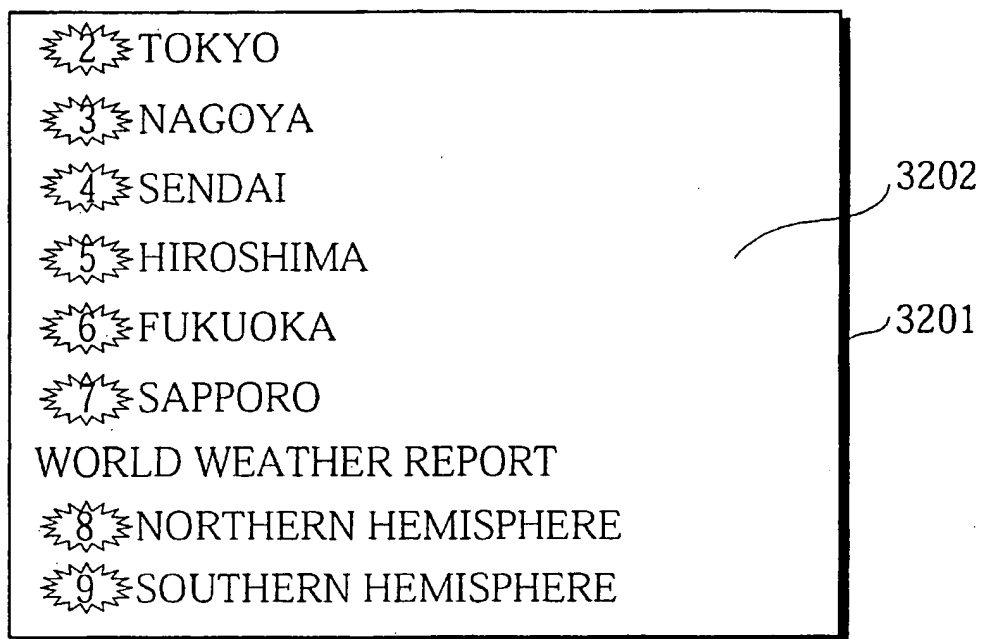 2 TOKYO
3 NAGOYA
4 SENDAI
5 HIROSHIMA
6 FUKUOKA
7 SAPPORO
WORLD WEATHER REPORT
8 NORTHERN HEMISPHERE
9 SOUTHERN HEMISPHERE
3202
3201